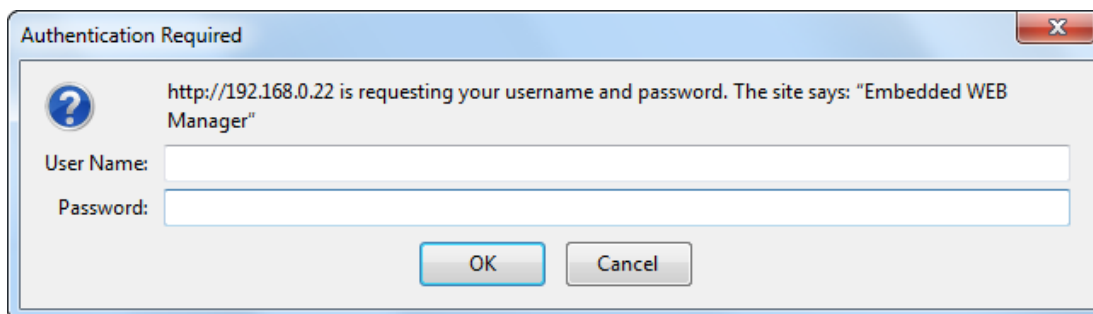 Authentication Required
http://192.168.0.22 is requesting your username and password. The site says: “Embedded WEB
Manager”
User Name:
Password:
OK
Cancel